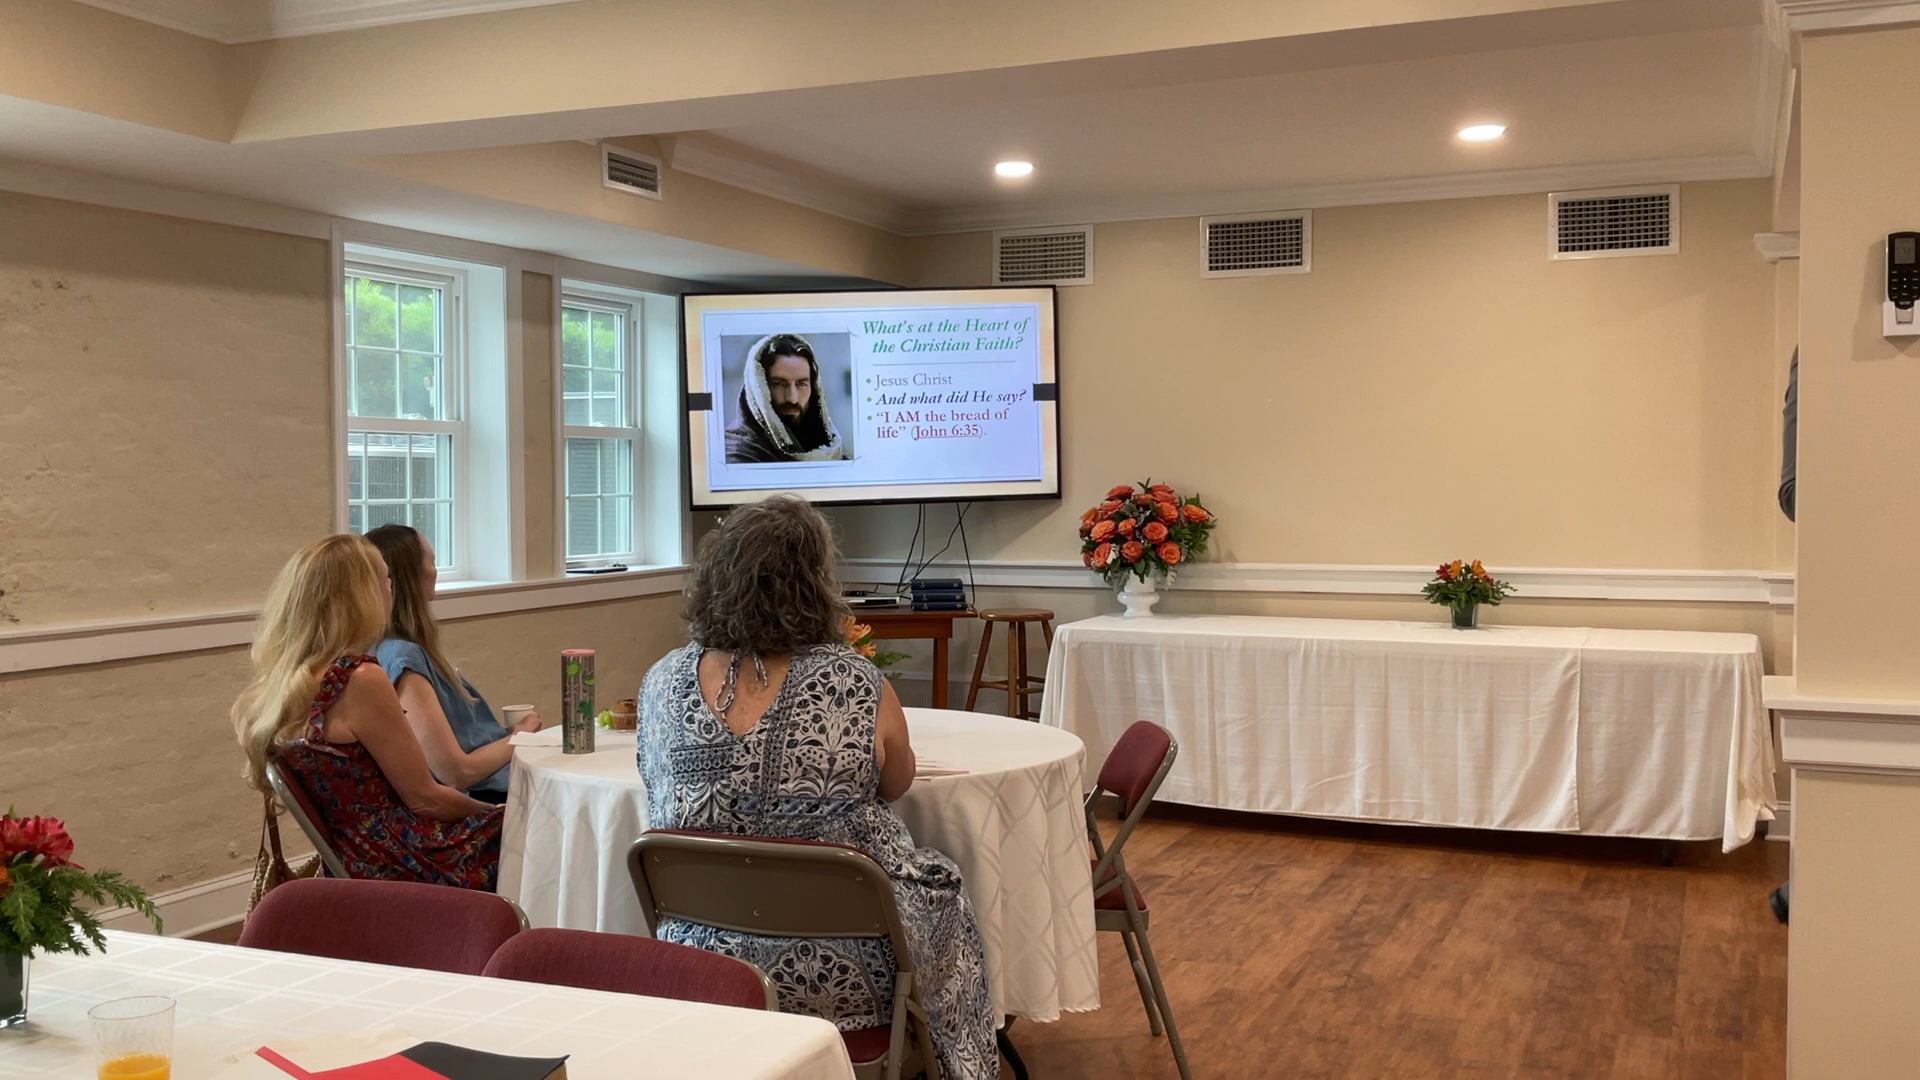 What's at the Heart of
the Christian Faith?
• Jesus Christ
• And what did He say?
• “I AM the bread of
life” (John 6:35).